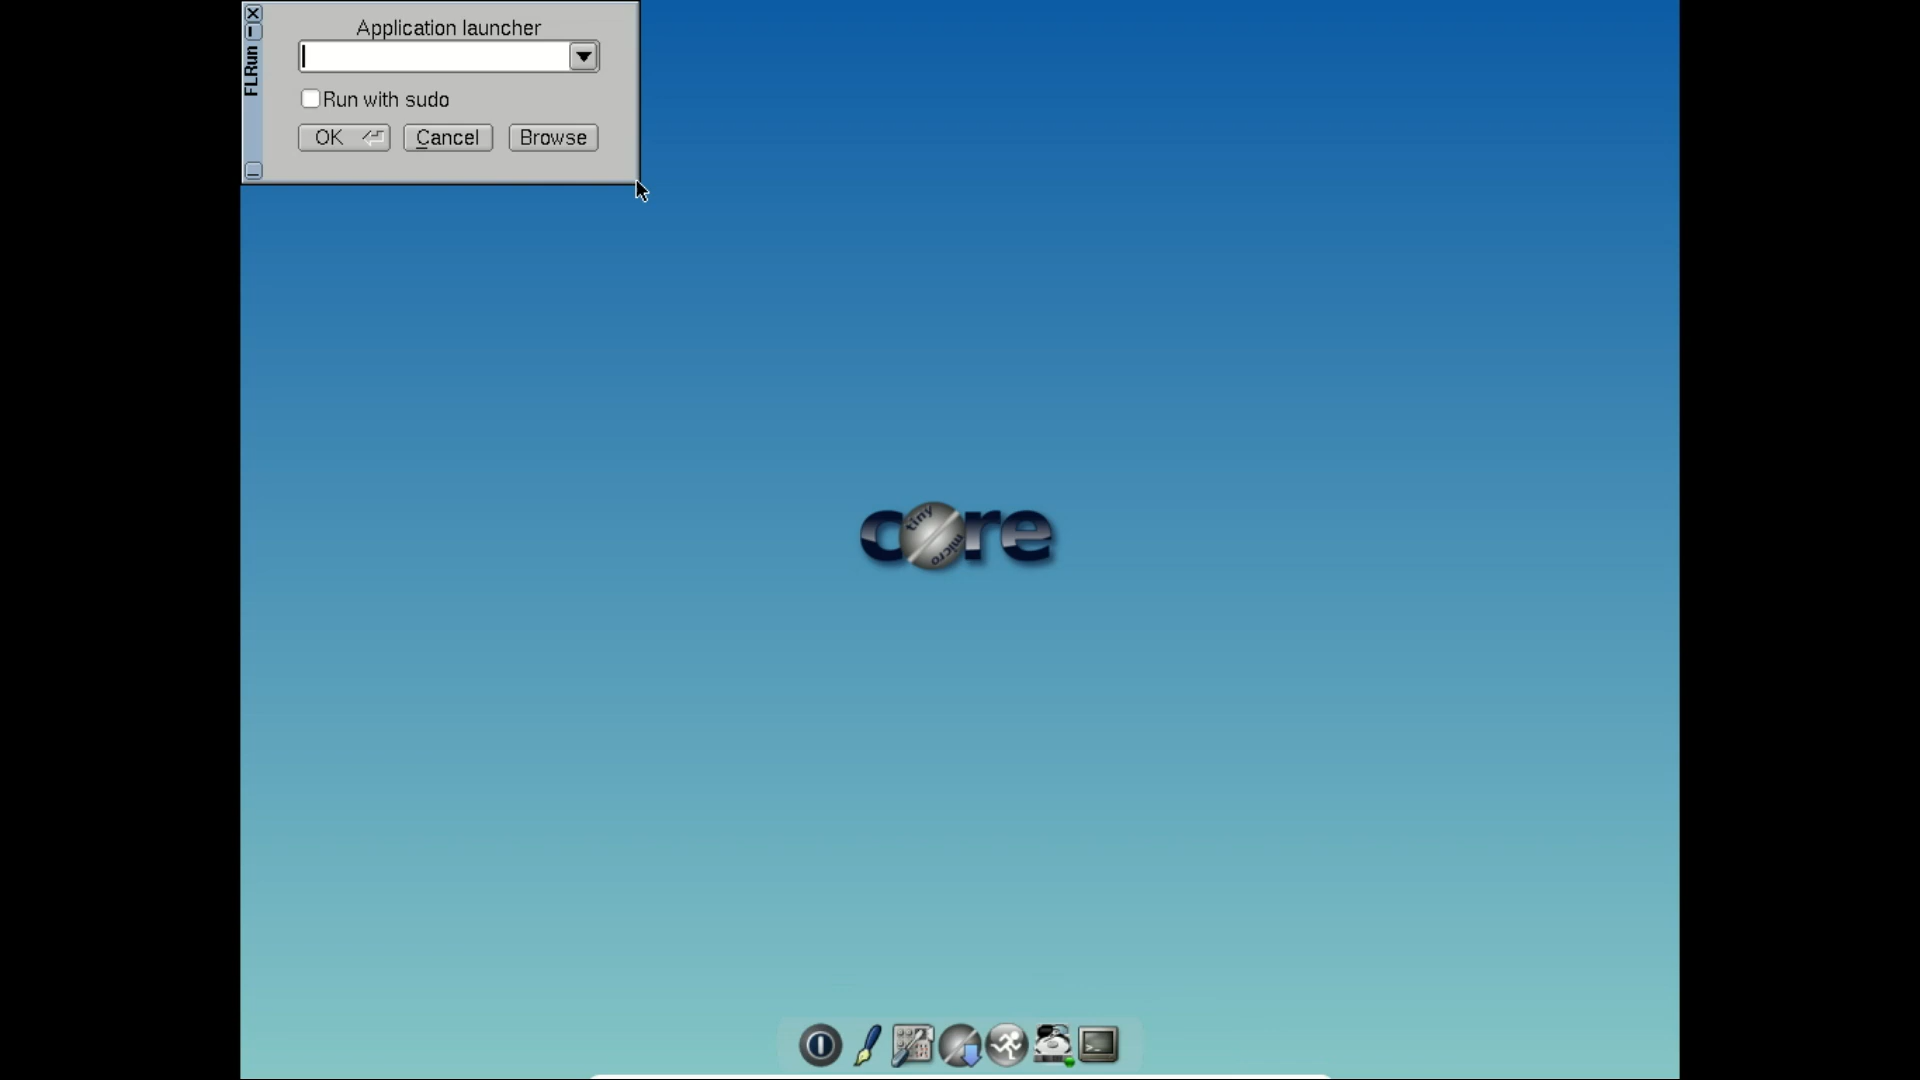 Application launcher
FLRun
Run with sudo
OK
Cancel
Browse
core
tiny
micro